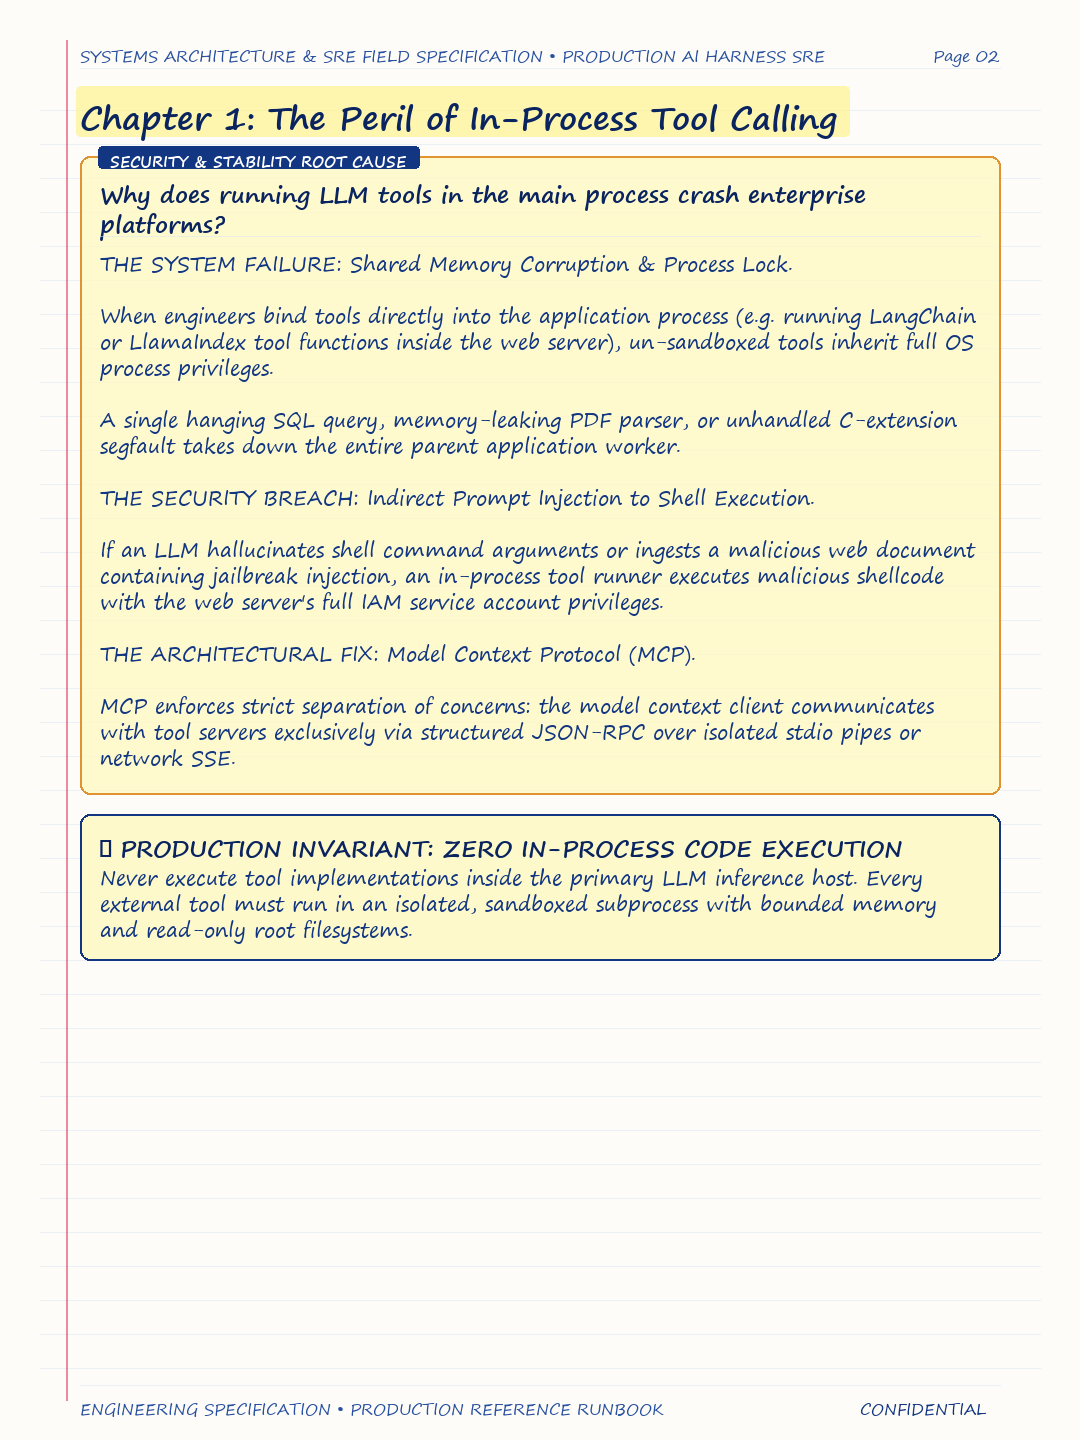 SYSTEMS ARCHITECTURE & SRE FIELD SPECIFICATION • PRODUCTION AI HARNESS SRE Page 02
Chapter 1: The Peril of In-Process Tool Calling
SECURITY & STABILITY ROOT CAUSE
Why does running LLM tools in the main process crash enterprise
platforms?
THE SYSTEM FAILURE: Shared Memory Corruption & Process Lock.
When engineers bind tools directly into the application process (e.g. running LangChain
or LlamaIndex tool functions inside the web server), un-sandboxed tools inherit full OS
process privileges.
A single hanging SQL query, memory-leaking PDF parser, or unhandled C-extension
segfault takes down the entire parent application worker.
THE SECURITY BREACH: Indirect Prompt Injection to Shell Execution.
If an LLM hallucinates shell command arguments or ingests a malicious web document
containing jailbreak injection, an in-process tool runner executes malicious shellcode
with the web server's full IAM service account privileges.
THE ARCHITECTURAL FIX: Model Context Protocol (MCP).
MCP enforces strict separation of concerns: the model context client communicates
with tool servers exclusively via structured JSON-RPC over isolated stdio pipes or
network SSE.
PRODUCTION INVARIANT: ZERO IN-PROCESS CODE EXECUTION
Never execute tool implementations inside the primary LLM inference host. Every
external tool must run in an isolated, sandboxed subprocess with bounded memory
and read-only root filesystems.
ENGINEERING SPECIFICATION • PRODUCTION REFERENCE RUNBOOK CONFIDENTIAL